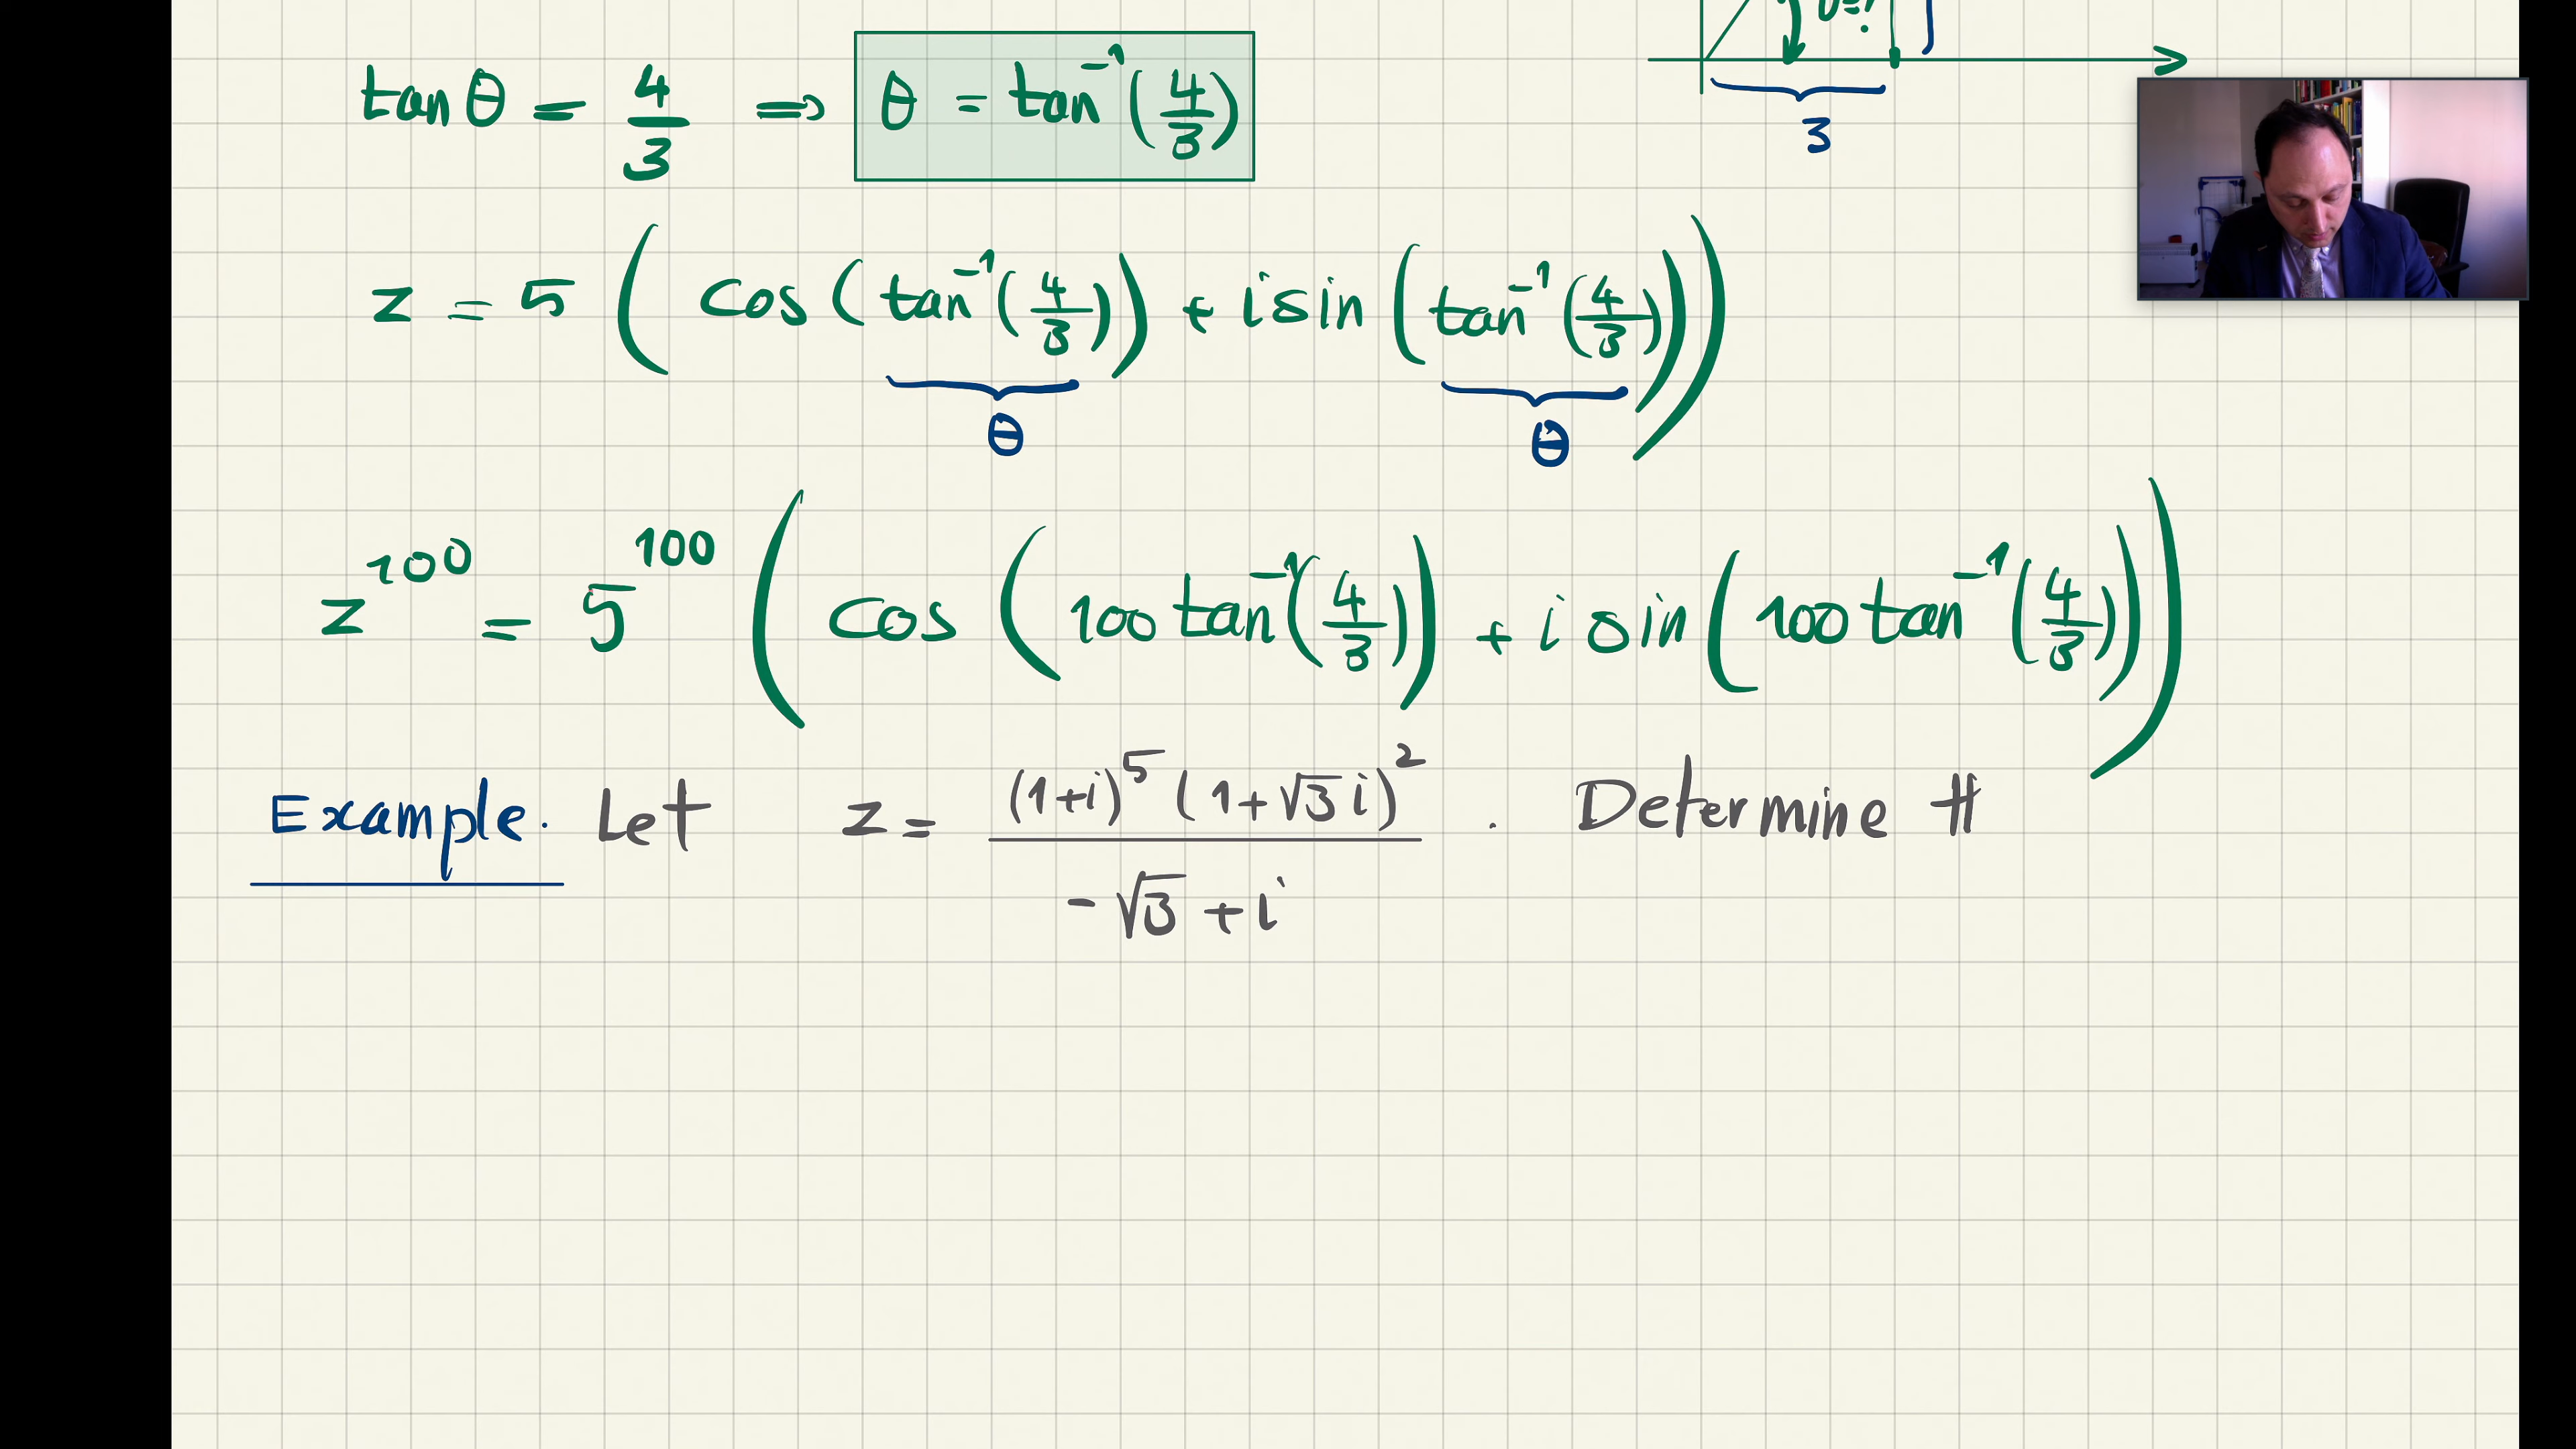 θ=?
3
tan θ = 4/3 ⇒ θ = tan⁻¹(4/3)
z = 5 ( cos (tan⁻¹(4/3)) + i sin (tan⁻¹(4/3)))
θ θ
z¹⁰⁰ = 5¹⁰⁰ ( cos (100 tan⁻¹(4/3)) + i sin (100 tan⁻¹(4/3)))
Example. Let z = (1+i)⁵ (1+√3 i)² / -√3 + i . Determine